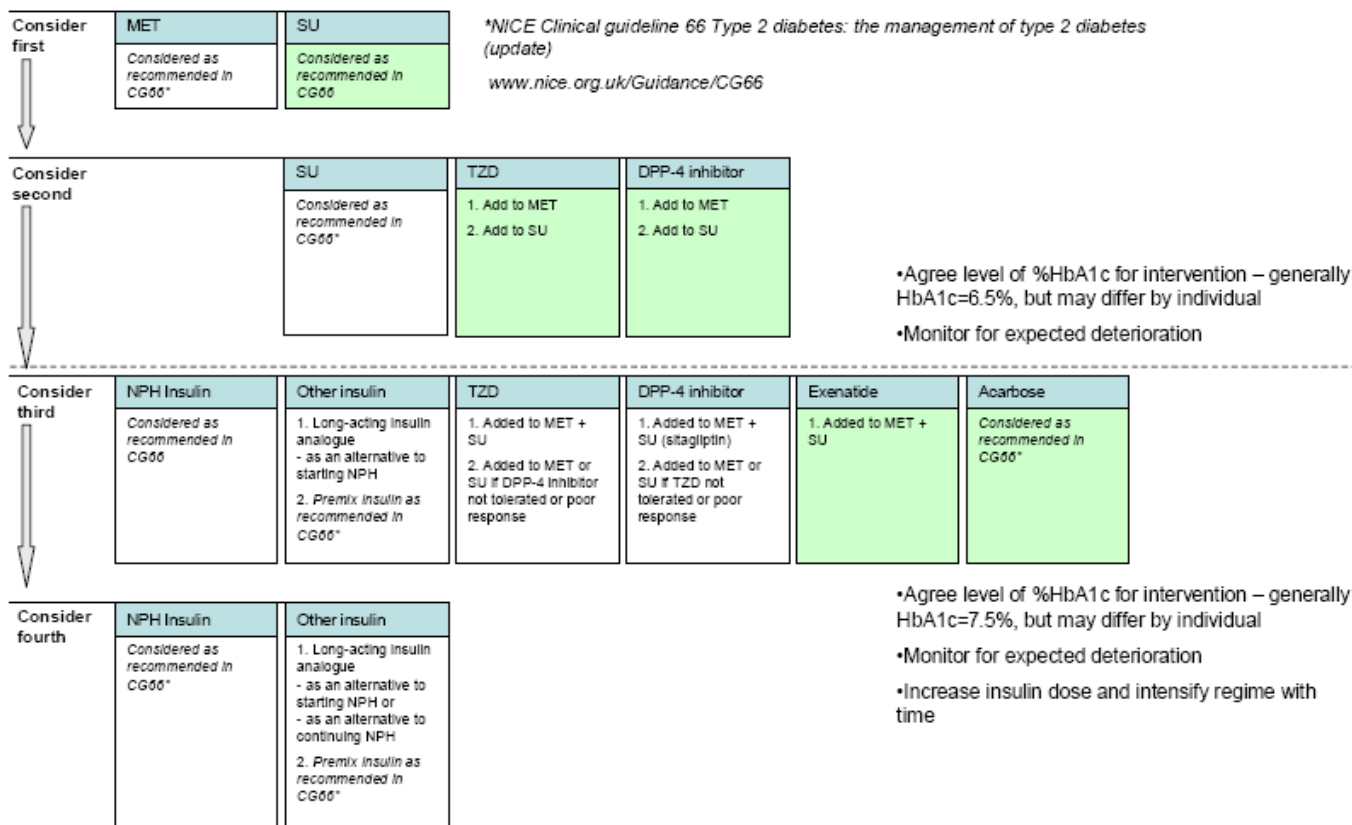 Consider
first
MET
Considered as
recommended in
CG66*
SU
Considered as
recommended in
CG66
*NICE Clinical guideline 66 Type 2 diabetes: the management of type 2 diabetes
(update)
www.nice.org.uk/Guidance/CG66
Consider
second
SU
Considered as
recommended in
CG66*
TZD
1. Add to MET
2. Add to SU
DPP-4 inhibitor
1. Add to MET
2. Add to SU
•Agree level of %HbA1c for intervention – generally
HbA1c=6.5%, but may differ by individual
•Monitor for expected deterioration
Consider
third
NPH Insulin
Considered as
recommended in
CG66
Other insulin
1. Long-acting insulin
analogue
- as an alternative to
starting NPH
2. Premix insulin as
recommended in
CG66*
TZD
1. Added to MET +
SU
2. Added to MET or
SU if DPP-4 inhibitor
not tolerated or poor
response
DPP-4 inhibitor
1. Added to MET +
SU (sitagliptin)
2. Added to MET or
SU if TZD not
tolerated or poor
response
Exenatide
1. Added to MET +
SU
Acarbose
Considered as
recommended in
CG66*
Consider
fourth
NPH Insulin
Considered as
recommended in
CG66*
Other insulin
1. Long-acting insulin
analogue
- as an alternative to
starting NPH or
- as an alternative to
continuing NPH
2. Premix insulin as
recommended in
CG66*
•Agree level of %HbA1c for intervention – generally
HbA1c=7.5%, but may differ by individual
•Monitor for expected deterioration
•Increase insulin dose and intensify regime with
time